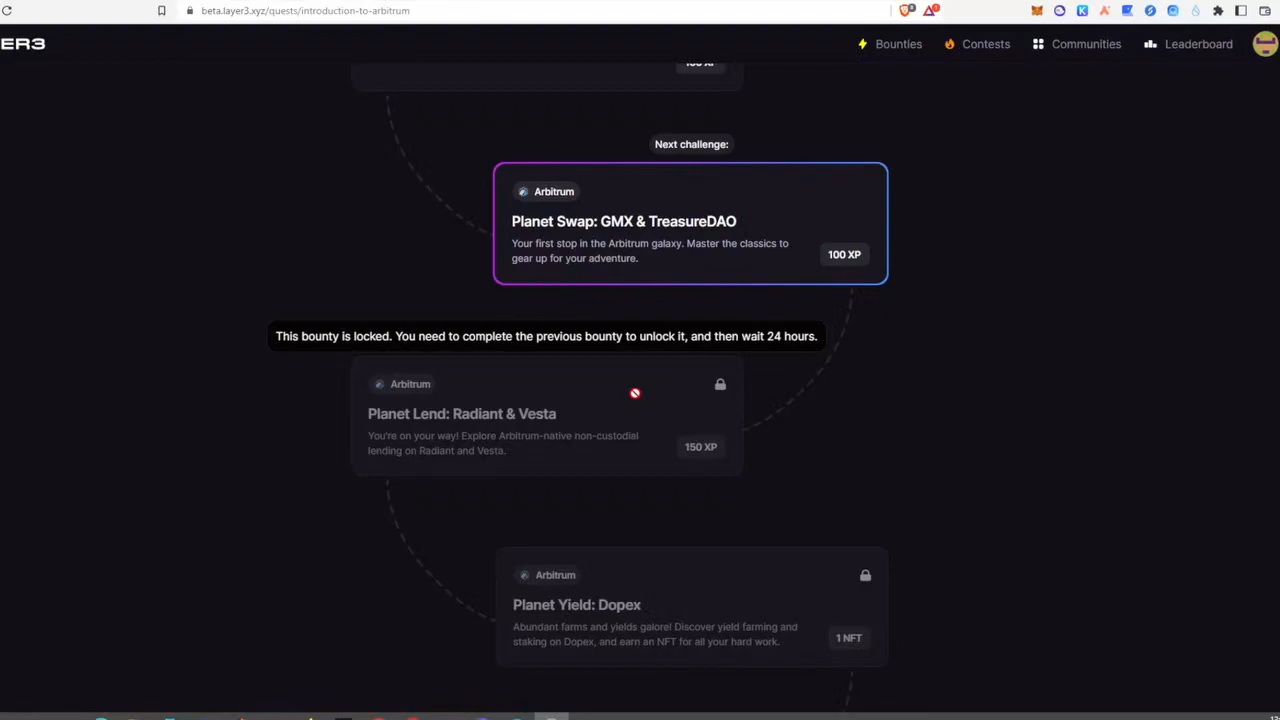 beta.layer3.xyz/quests/introduction-to-arbitrum
ER3
Bounties
Contests
Communities
Leaderboard
100 XP
Next challenge:
Arbitrum
Planet Swap: GMX & TreasureDAO
Your first stop in the Arbitrum galaxy. Master the classics to
gear up for your adventure.
100 XP
This bounty is locked. You need to complete the previous bounty to unlock it, and then wait 24 hours.
Arbitrum
Planet Lend: Radiant & Vesta
You're on your way! Explore Arbitrum-native non-custodial
lending on Radiant and Vesta.
150 XP
Arbitrum
Planet Yield: Dopex
Abundant farms and yields galore! Discover yield farming and
staking on Dopex, and earn an NFT for all your hard work.
1 NFT